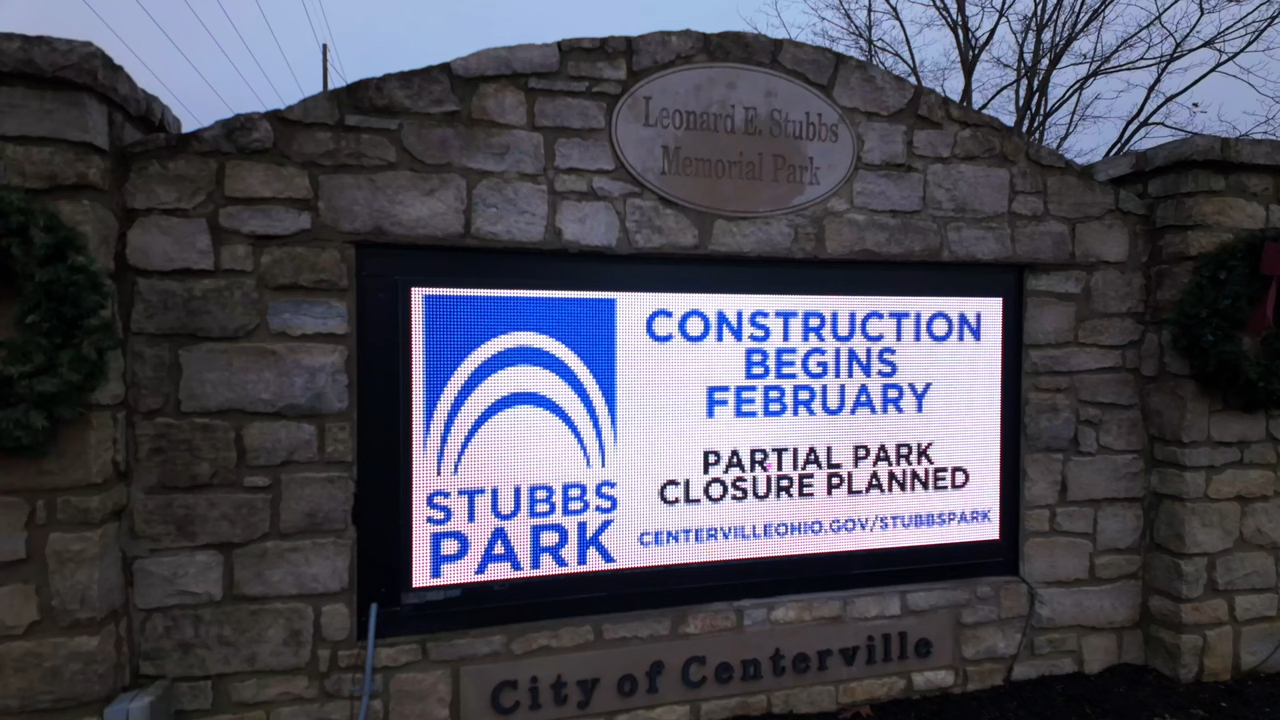 Leonard E. Stubbs
Memorial Park
STUBBS
PARK
CONSTRUCTION
BEGINS
FEBRUARY
PARTIAL PARK
CLOSURE PLANNED
CENTERVILLEOHIO.GOV/STUBBSPARK
City of Centerville